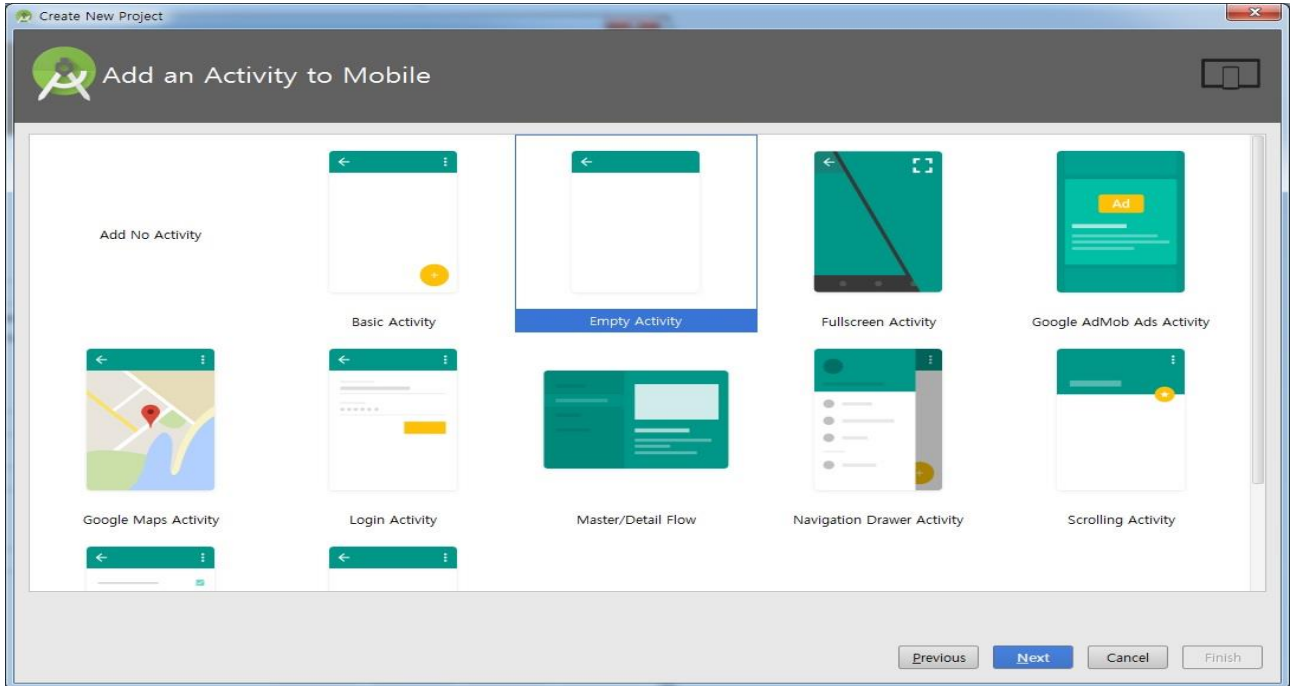 Create New Project
Add an Activity to Mobile
Add No Activity
Basic Activity
Empty Activity
Fullscreen Activity
Ad
Google AdMob Ads Activity
Google Maps Activity
Login Activity
Master/Detail Flow
Navigation Drawer Activity
Scrolling Activity
Previous
Next
Cancel
Finish